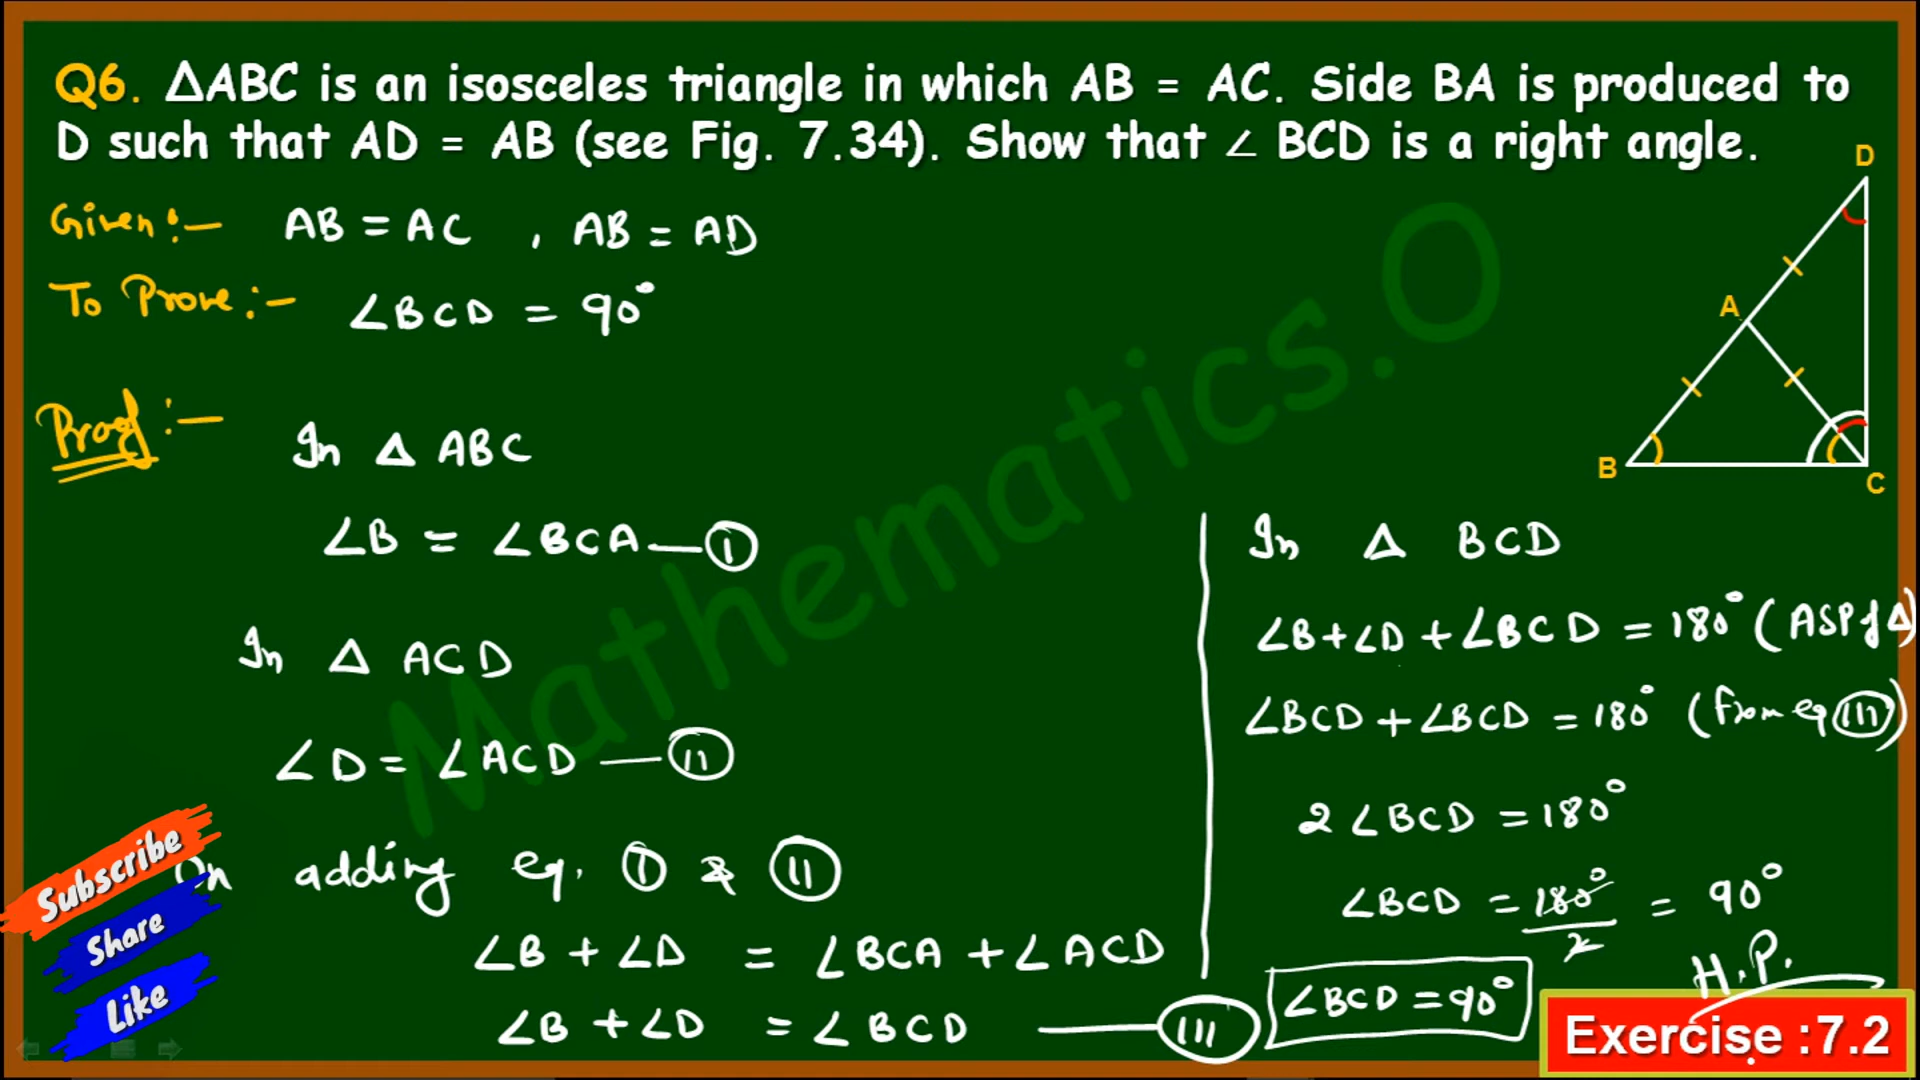 Q6. ΔABC is an isosceles triangle in which AB = AC. Side BA is produced to
D such that AD = AB (see Fig. 7.34). Show that ∠ BCD is a right angle.
Given:- AB = AC , AB = AD
To Prove:- ∠BCD = 90°
Proof:-
In Δ ABC
∠B = ∠BCA — (I)
In Δ ACD
∠D = ∠ACD — (II)
On adding eq. (I) & (II)
∠B + ∠D = ∠BCA + ∠ACD
∠B + ∠D = ∠BCD — (III)
In Δ BCD
∠B+∠D+∠BCD = 180° (ASP of Δ)
∠BCD+∠BCD = 180° (from eq (III))
2∠BCD = 180°
∠BCD = 180°/2 = 90°
∠BCD = 90°
H.P.
D
A
B
C
Mathematics.O
Subscribe
Share
Like
Exercise :7.2